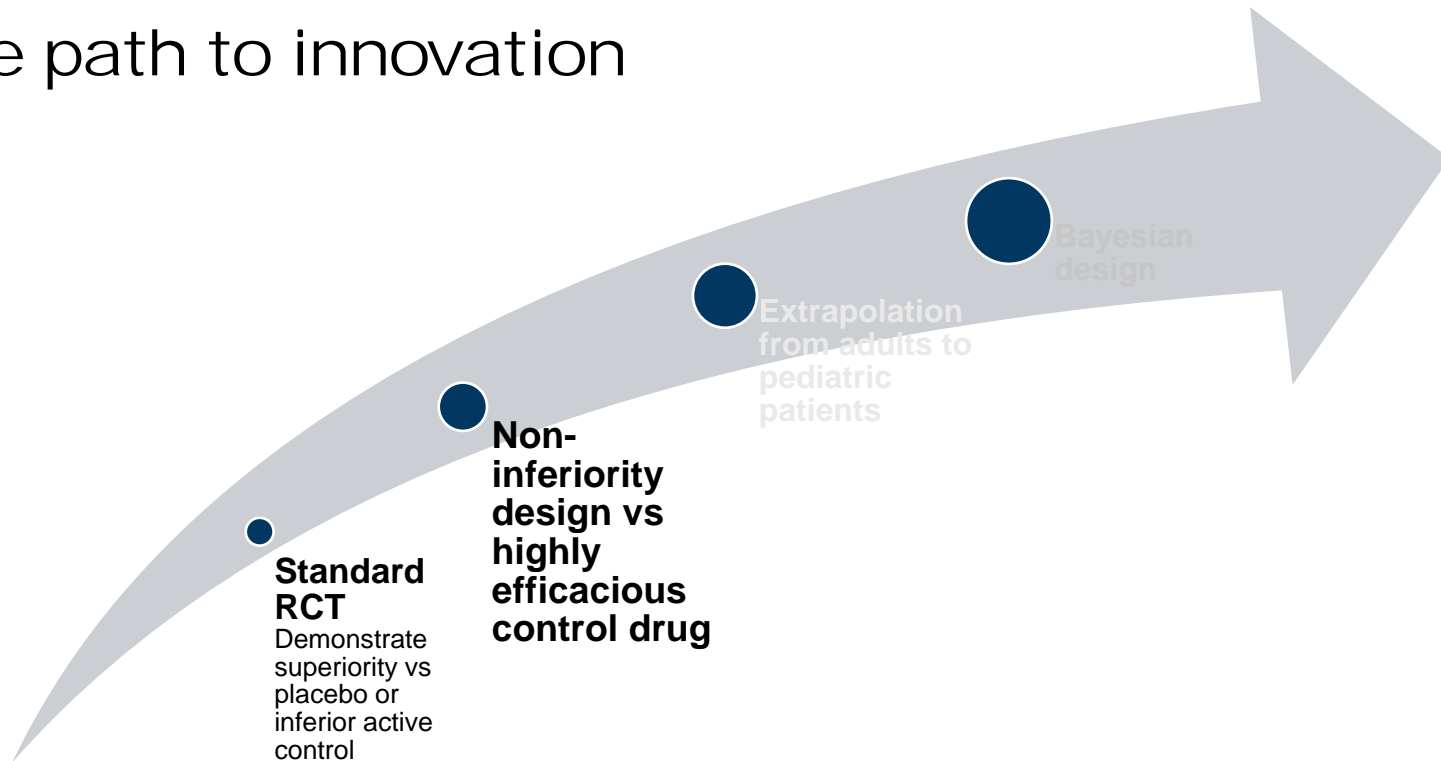 e path to innovation
Bayesian
design
Extrapolation
from adults to
pediatric
patients
Non-
inferiority
design vs
highly
efficacious
control drug
Standard
RCT
Demonstrate
superiority vs
placebo or
inferior active
control